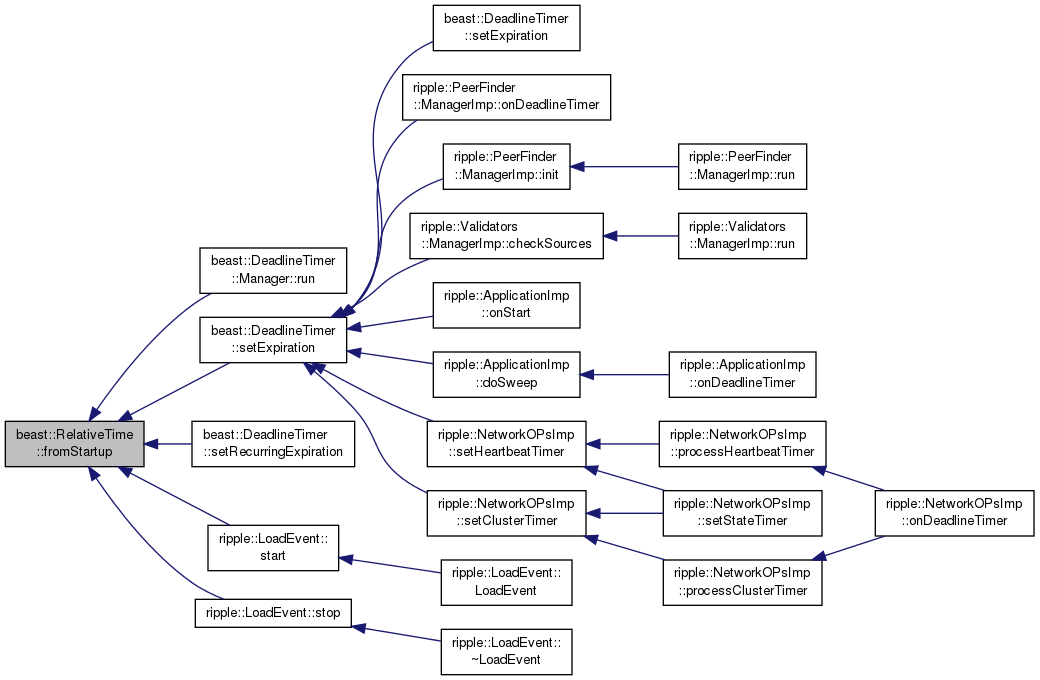 beast::DeadlineTimer
::setExpiration
ripple::PeerFinder
::ManagerImp::onDeadlineTimer
ripple::PeerFinder
::ManagerImp::init
ripple::PeerFinder
::ManagerImp::run
ripple::Validators
::ManagerImp::checkSources
ripple::Validators
::ManagerImp::run
beast::DeadlineTimer
::Manager::run
ripple::ApplicationImp
::onStart
beast::DeadlineTimer
::setExpiration
ripple::ApplicationImp
::doSweep
ripple::ApplicationImp
::onDeadlineTimer
beast::RelativeTime
::fromStartup
beast::DeadlineTimer
::setRecurringExpiration
ripple::NetworkOPsImp
::setHeartbeatTimer
ripple::NetworkOPsImp
::processHeartbeatTimer
ripple::NetworkOPsImp
::setClusterTimer
ripple::NetworkOPsImp
::setStateTimer
ripple::NetworkOPsImp
::onDeadlineTimer
ripple::LoadEvent::
start
ripple::LoadEvent::
LoadEvent
ripple::NetworkOPsImp
::processClusterTimer
ripple::LoadEvent::stop
ripple::LoadEvent::
~LoadEvent